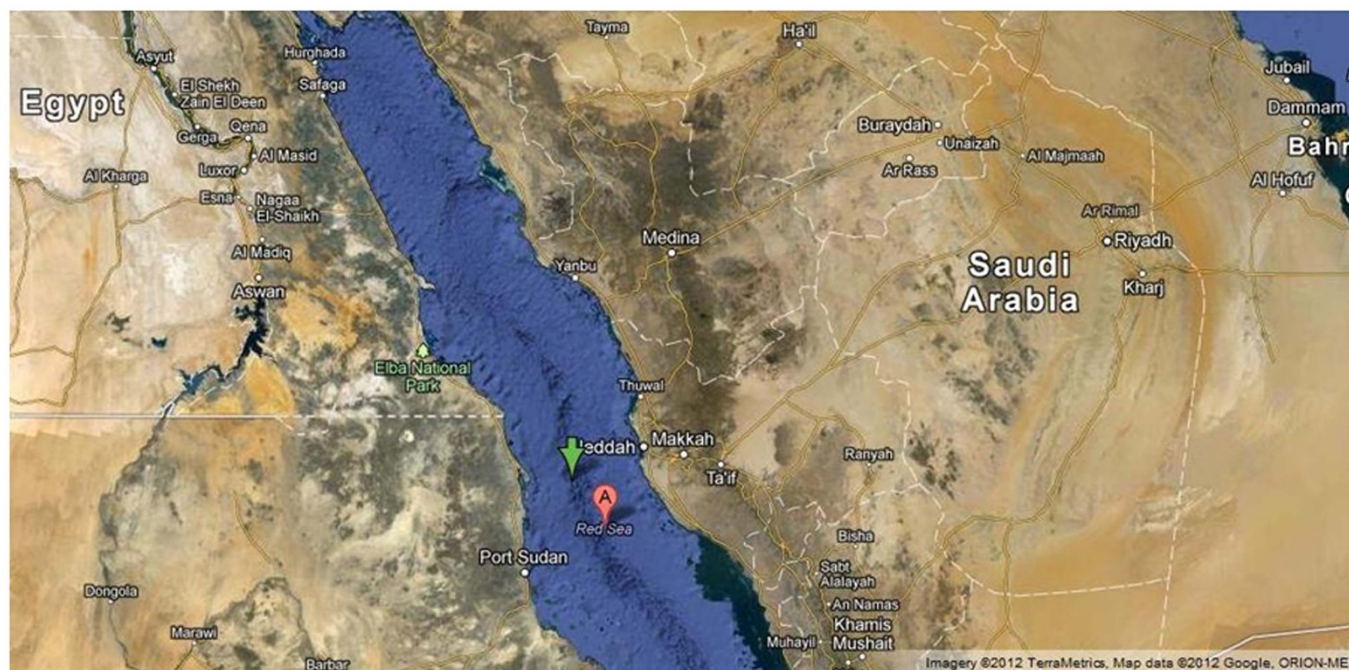 Tayma
Ha'il
Hurghada
Asyut
Jubail
El Shekh
Zain El Deen
Safaga
Egypt
Dammam
Gerga
Qena
Buraydah
Unaizah
Bahr
Luxor
Al Masid
Ar Rass
Al Majmaah
Al Kharga
Al Hofuf
Esna
Nagaa
El-Shaikh
Ar Rimal
Medina
Riyadh
Al Madiq
Yanbu
Saudi
Arabia
Kharj
Aswan
Elba National
Park
Thuwal
Jeddah
Makkah
Ranyah
Ta'if
A
Red Sea
Bisha
Port Sudan
Sabt
Alalayah
Dongola
An Namas
Khamis
Mushait
Marawi
Muhayil
Barbar
Imagery ©2012 TerraMetrics, Map data ©2012 Google, ORION-ME